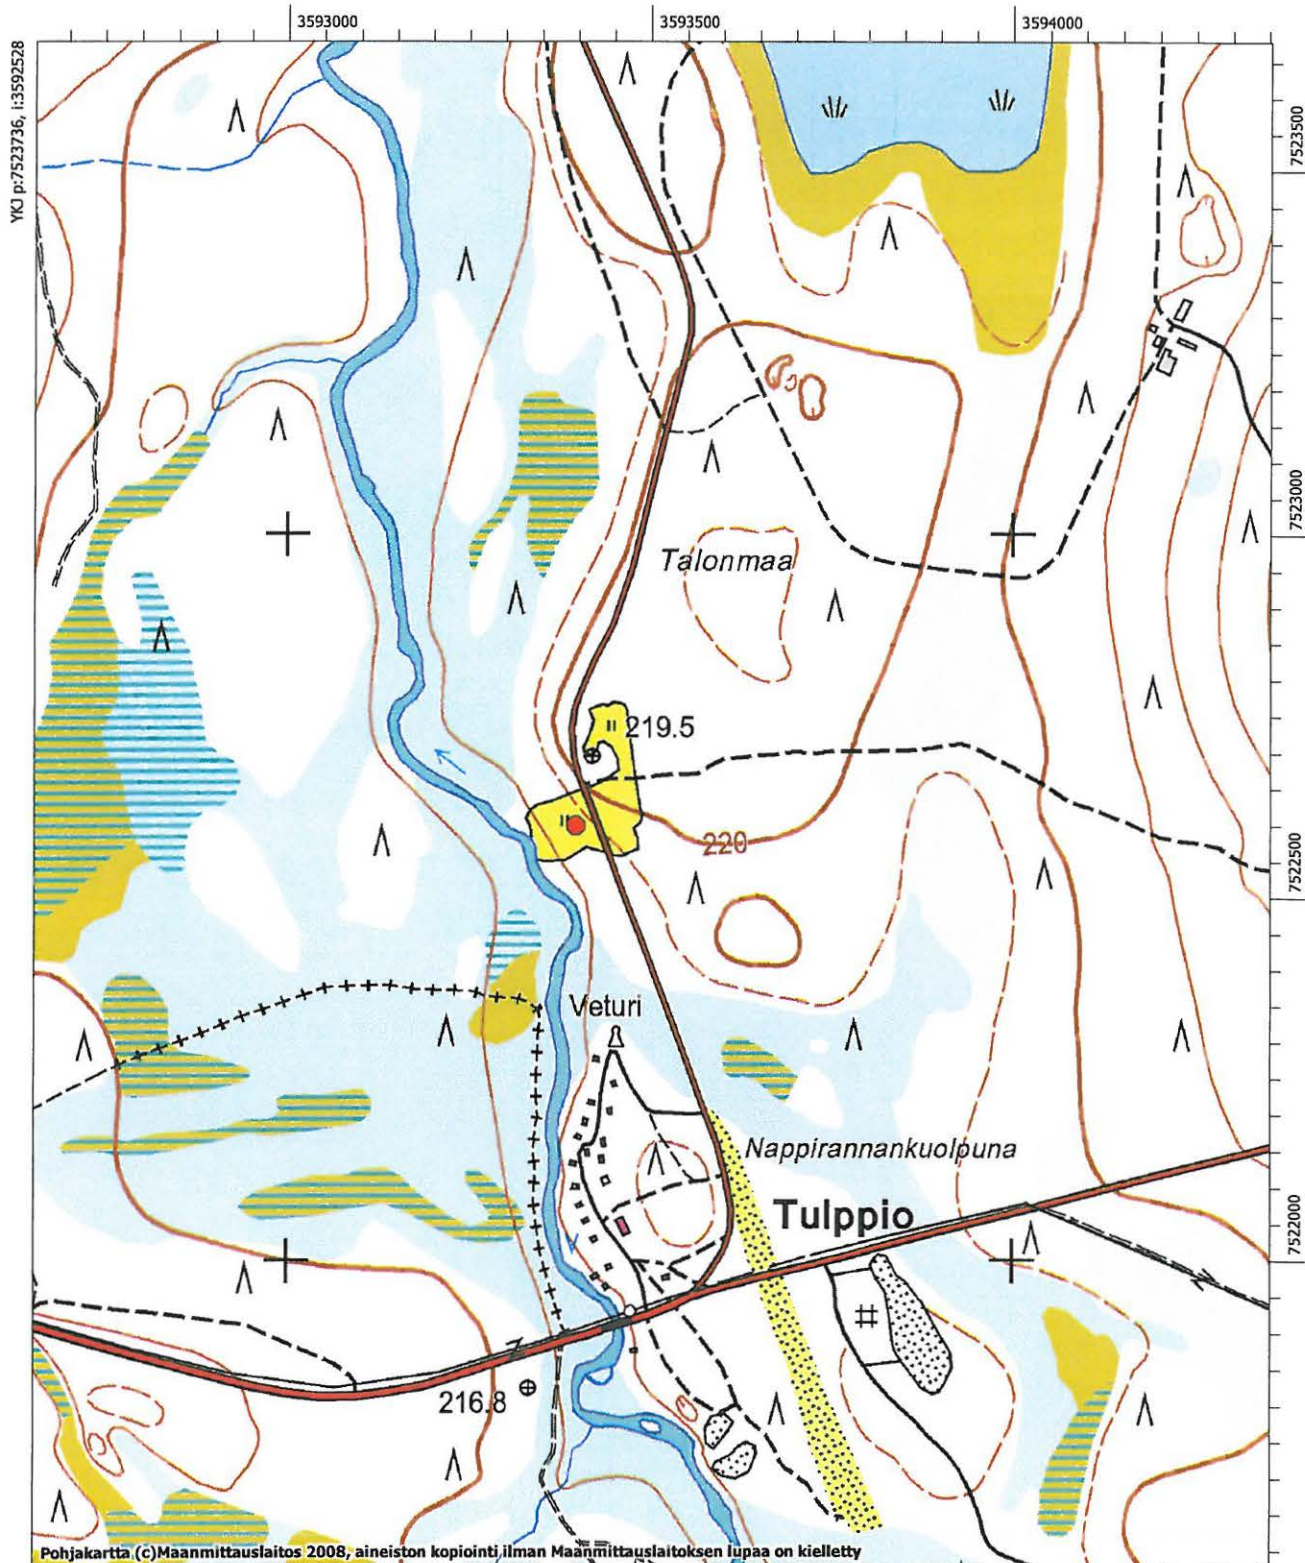 3593000
3593500
3594000
YKJ p:7523736, i:3592528
7523500
7523000
Talonmaa
219.5
220
7522500
Veturi
Nappirannankuolpuna
Tulppio
7522000
216.8
Pohjakartta (c)Maanmittauslaitos 2008, aineiston kopiointi ilman Maanmittauslaitoksen lupaa on kielletty